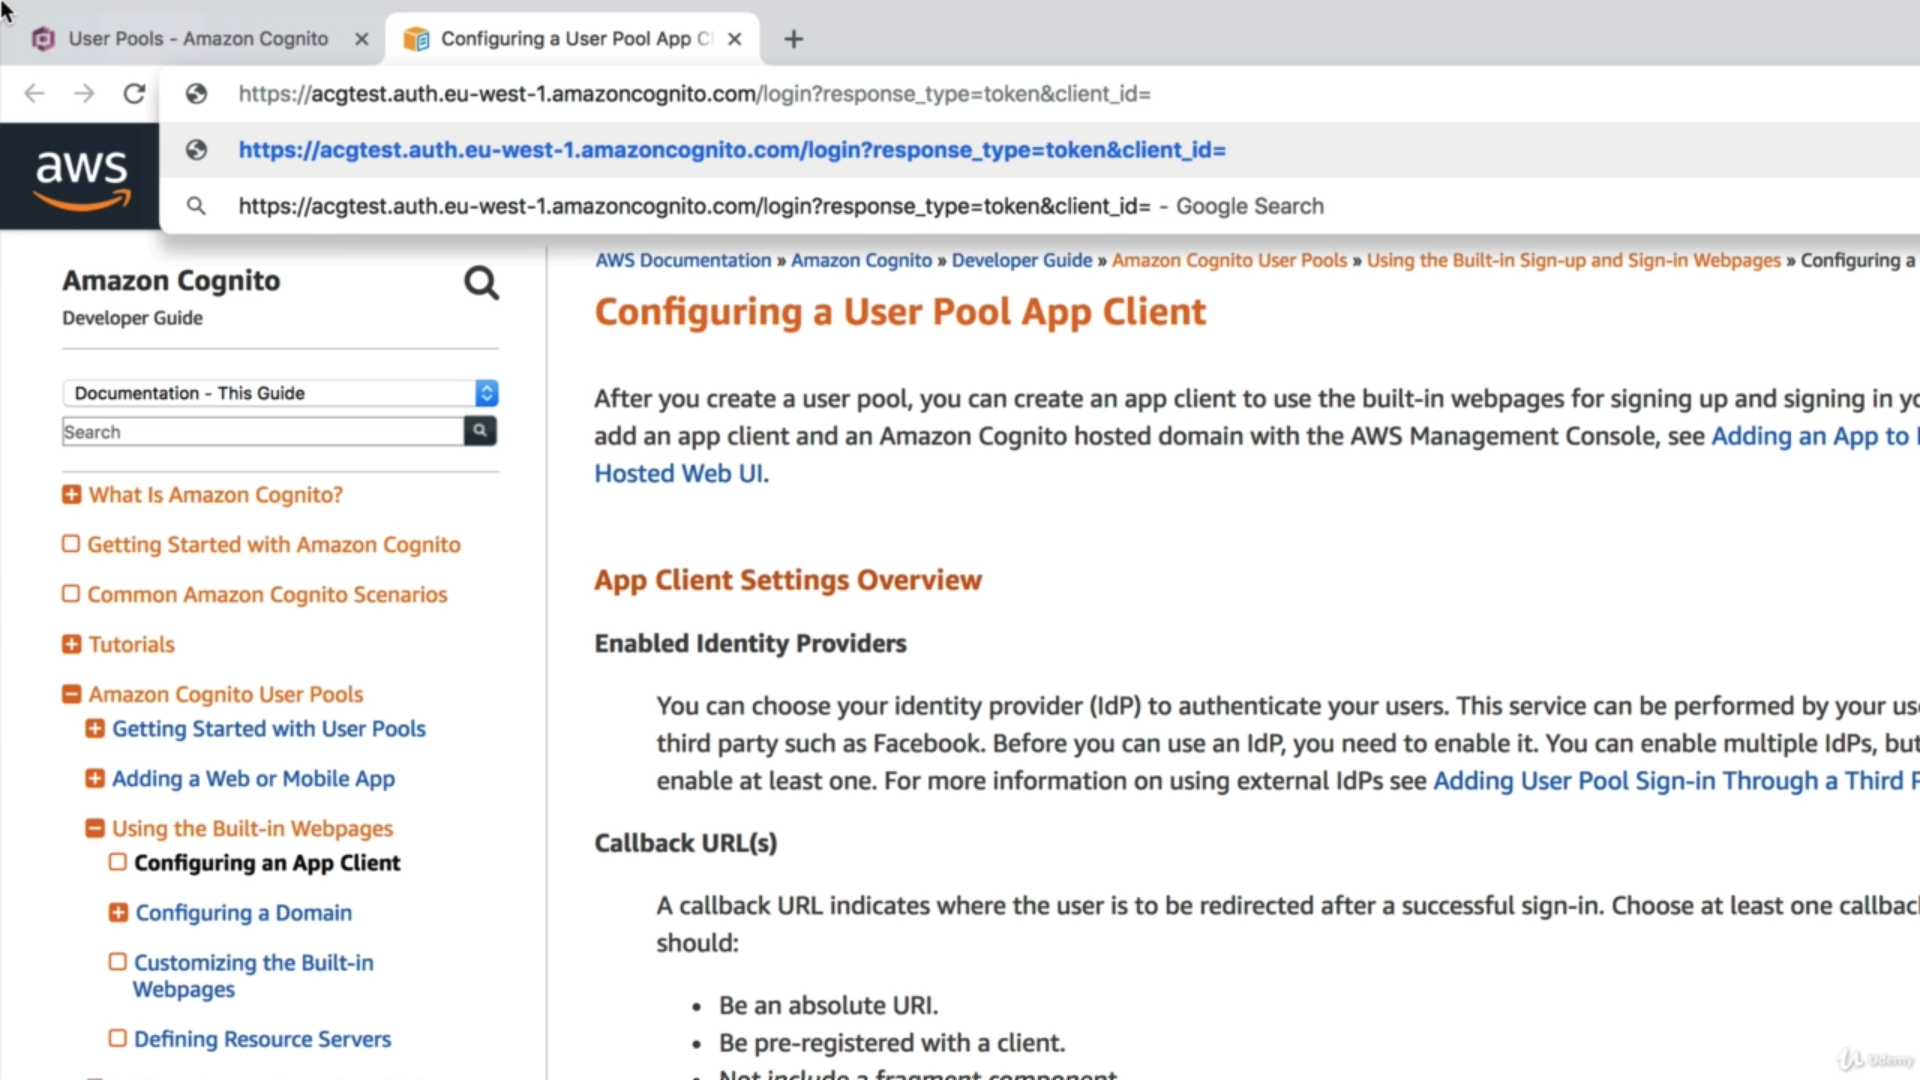 User Pools - Amazon Cognito
Configuring a User Pool App C
https://acgtest.auth.eu-west-1.amazoncognito.com/login?response_type=token&client_id=
https://acgtest.auth.eu-west-1.amazoncognito.com/login?response_type=token&client_id=
https://acgtest.auth.eu-west-1.amazoncognito.com/login?response_type=token&client_id= - Google Search
aws
Amazon Cognito
Developer Guide
Documentation - This Guide
Search
What Is Amazon Cognito?
Getting Started with Amazon Cognito
Common Amazon Cognito Scenarios
Tutorials
Amazon Cognito User Pools
Getting Started with User Pools
Adding a Web or Mobile App
Using the Built-in Webpages
Configuring an App Client
Configuring a Domain
Customizing the Built-in
Webpages
Defining Resource Servers
AWS Documentation » Amazon Cognito » Developer Guide » Amazon Cognito User Pools » Using the Built-in Sign-up and Sign-in Webpages » Configuring a
Configuring a User Pool App Client
After you create a user pool, you can create an app client to use the built-in webpages for signing up and signing in
add an app client and an Amazon Cognito hosted domain with the AWS Management Console, see Adding an App to
Hosted Web UI.
App Client Settings Overview
Enabled Identity Providers
You can choose your identity provider (IdP) to authenticate your users. This service can be performed by your
third party such as Facebook. Before you can use an IdP, you need to enable it. You can enable multiple IdPs, but
enable at least one. For more information on using external IdPs see Adding User Pool Sign-in Through a Third
Callback URL(s)
A callback URL indicates where the user is to be redirected after a successful sign-in. Choose at least one
should:
• Be an absolute URI.
• Be pre-registered with a client.
• Not include a fragment component
Udemy